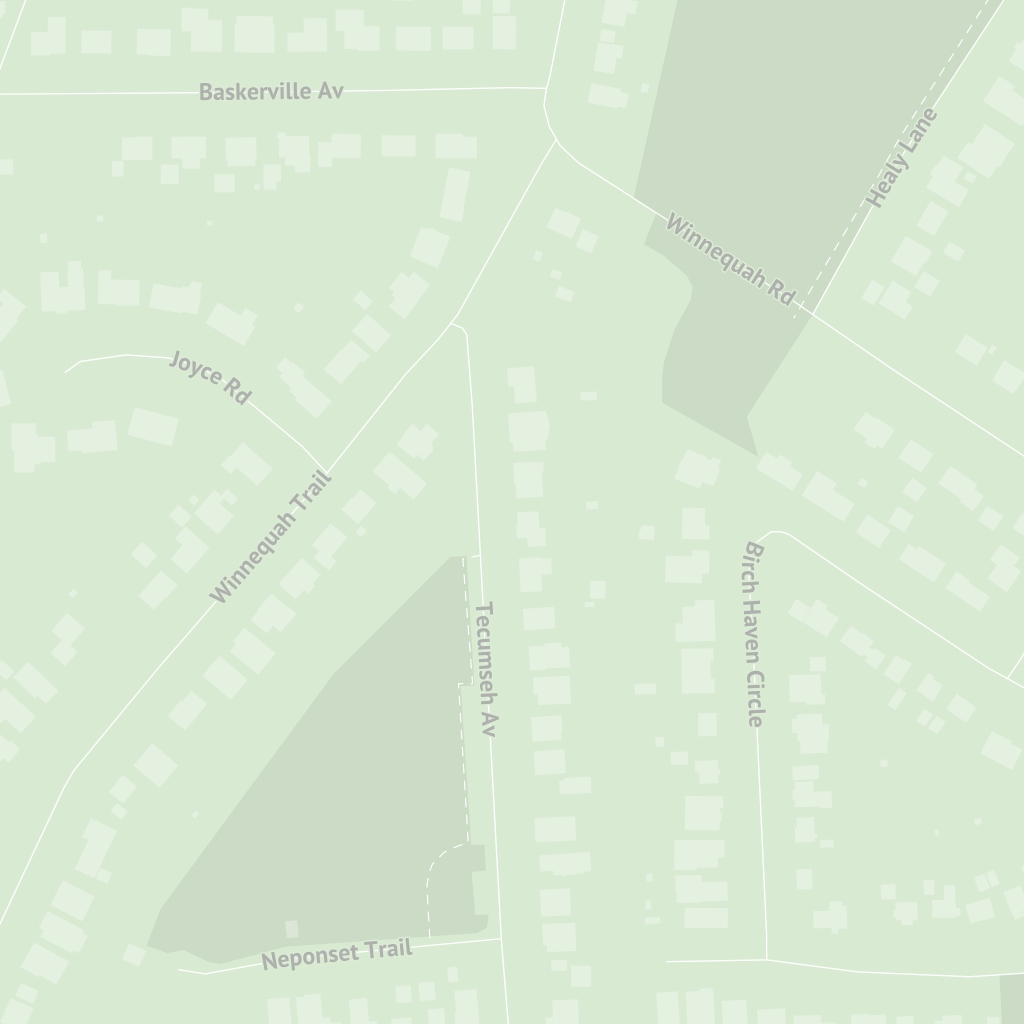 Baskerville Av
Healy Lane
Winnequah Rd
Joyce Rd
Winnequah Trail
Birch Haven Circle
Tecumseh Av
Neponset Trail